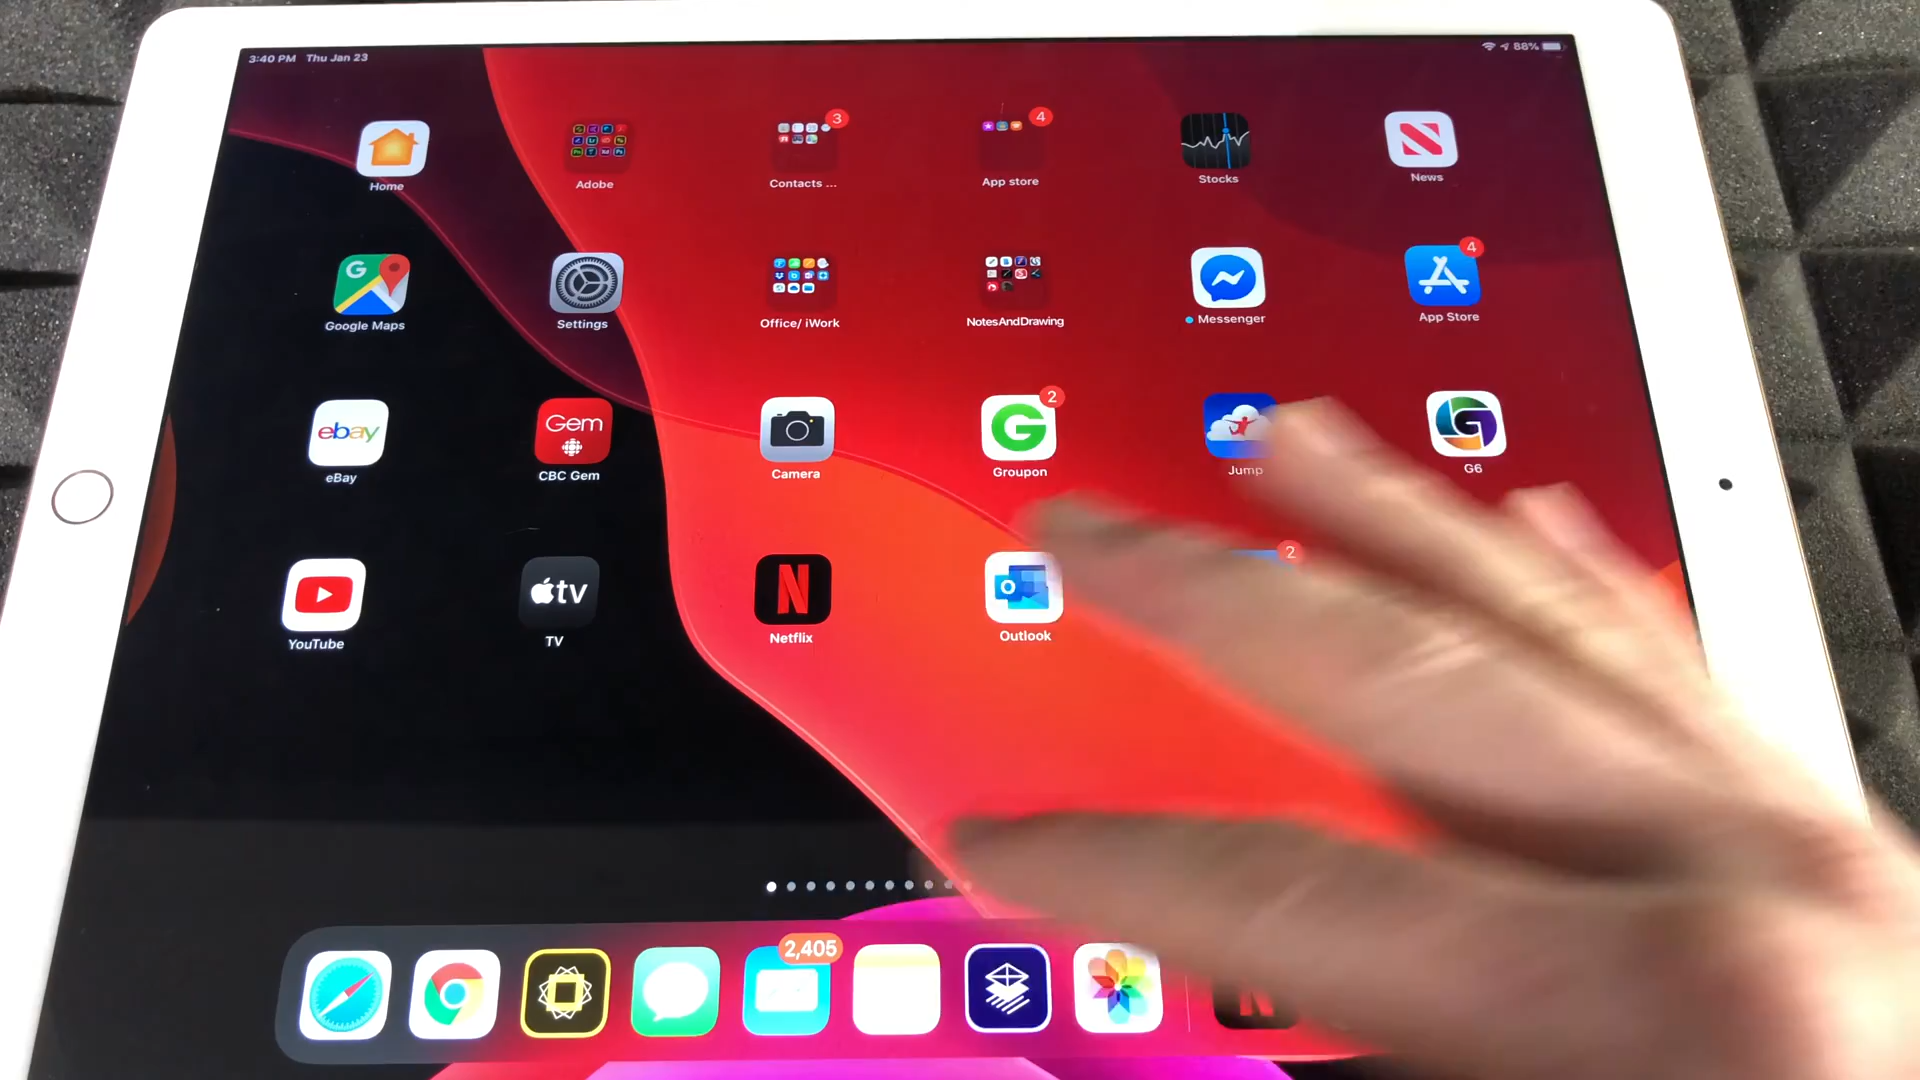 3:40 PM Thu Jan 23
88%
3
4
Home
Adobe
Contacts ...
App store
Stocks
News
G
4
Google Maps
Settings
Office/ iWork
NotesAndDrawing
Messenger
App Store
ebay
Gem
2
G
G
eBay
CBC Gem
Camera
Groupon
Jump
G6
tv
N
O
2
YouTube
TV
Netflix
Outlook
2,405
N